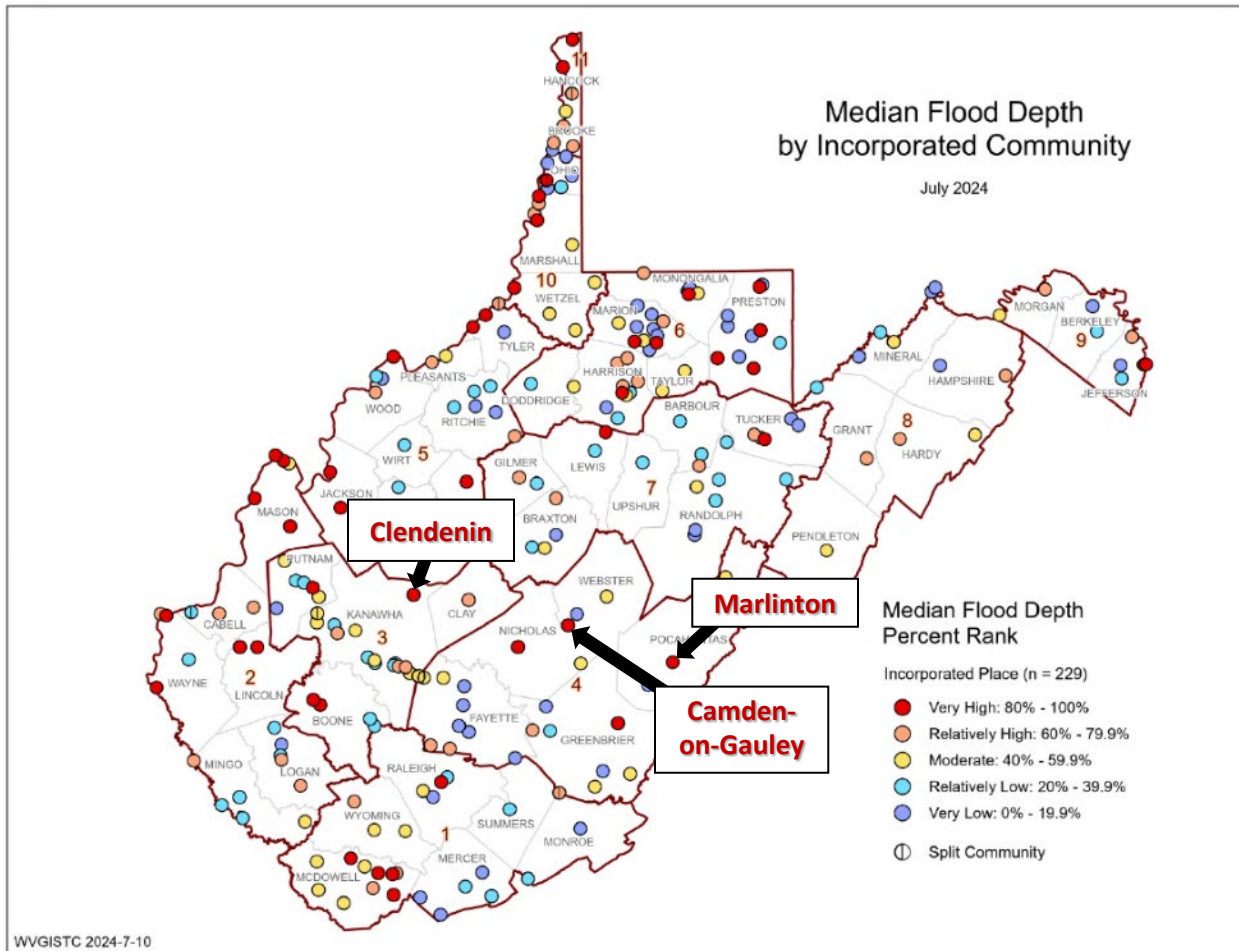 Median Flood Depth
by Incorporated Community
July 2024
11
HANCOCK
BROOKE
OHIO
MARSHALL
10
WETZEL
MONONGALIA
MARION
PRESTON
6
TYLER
MORGAN
BERKELEY
9
MINERAL
HAMPSHIRE
JEFFERSON
PLEASANTS
HARRISON
TAYLOR
WOOD
DODDRIDGE
RITCHIE
BARBOUR
TUCKER
GRANT
8
HARDY
WIRT
5
GILMER
LEWIS
7
UPSHUR
RANDOLPH
JACKSON
MASON
BRAXTON
Clendenin
PENDLETON
PUTNAM
WEBSTER
Marlinton
KANAWHA
CLAY
CABELL
3
NICHOLAS
POCAHONTAS
WAYNE
2
LINCOLN
4
BOONE
FAYETTE
GREENBRIER
Camden-
on-Gauley
MINGO
LOGAN
RALEIGH
WYOMING
SUMMERS
1
MONROE
MERCER
MCDOWELL
Median Flood Depth
Percent Rank
Incorporated Place (n = 229)
Very High: 80% - 100%
Relatively High: 60% - 79.9%
Moderate: 40% - 59.9%
Relatively Low: 20% - 39.9%
Very Low: 0% - 19.9%
Split Community
WVGISTC 2024-7-10